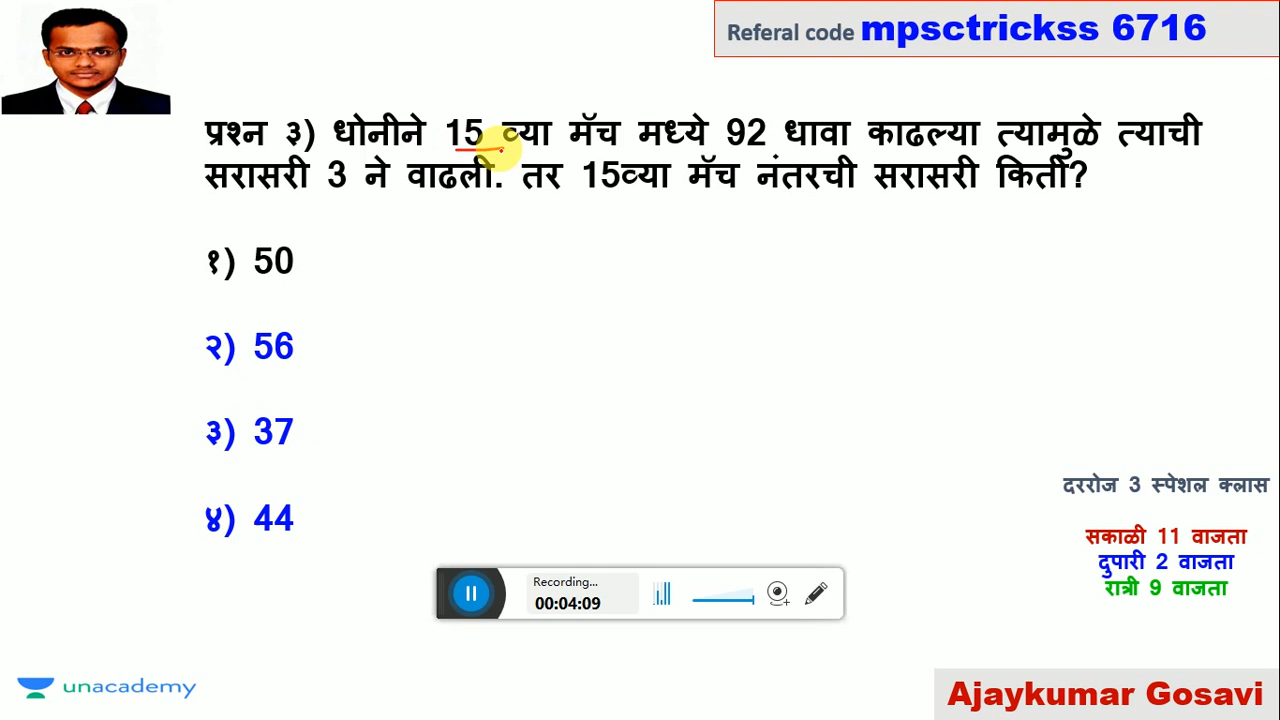 Referal code mpsctrickss 6716
प्रश्न ३) धोनीने 15 व्या मॅच मध्ये 92 धावा काढल्या त्यामुळे त्याची
सरासरी 3 ने वाढली. तर 15व्या मॅच नंतरची सरासरी किती?
१) 50
२) 56
३) 37
४) 44
दररोज 3 स्पेशल क्लास
सकाळी 11 वाजता
दुपारी 2 वाजता
रात्री 9 वाजता
Recording...
00:04:09
unacademy
Ajaykumar Gosavi